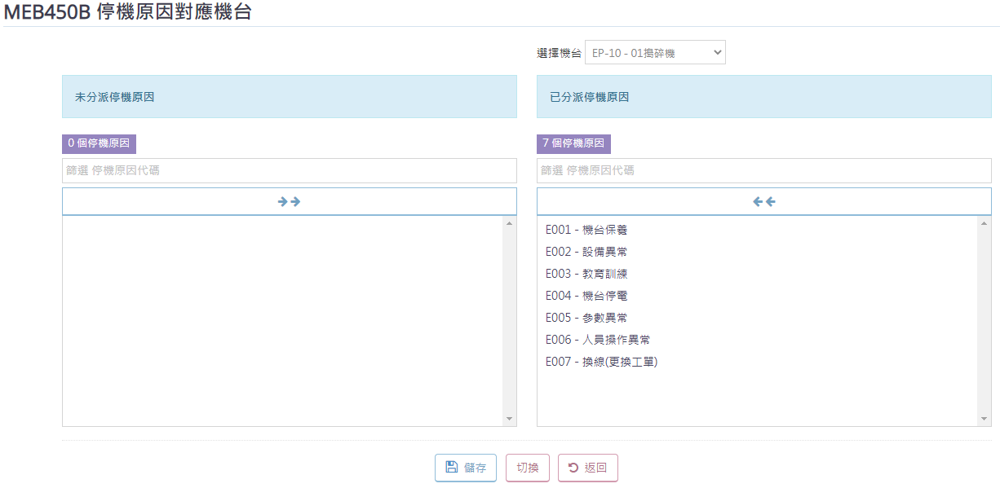 MEB450B 停機原因對應機台
選擇機台 EP-10 - 01搗碎機
未分派停機原因
已分派停機原因
0 個停機原因
7 個停機原因
篩選 停機原因代碼
篩選 停機原因代碼
E001 - 機台保養
E002 - 設備異常
E003 - 教育訓練
E004 - 機台停電
E005 - 參數異常
E006 - 人員操作異常
E007 - 換線(更換工單)
儲存
切換
返回